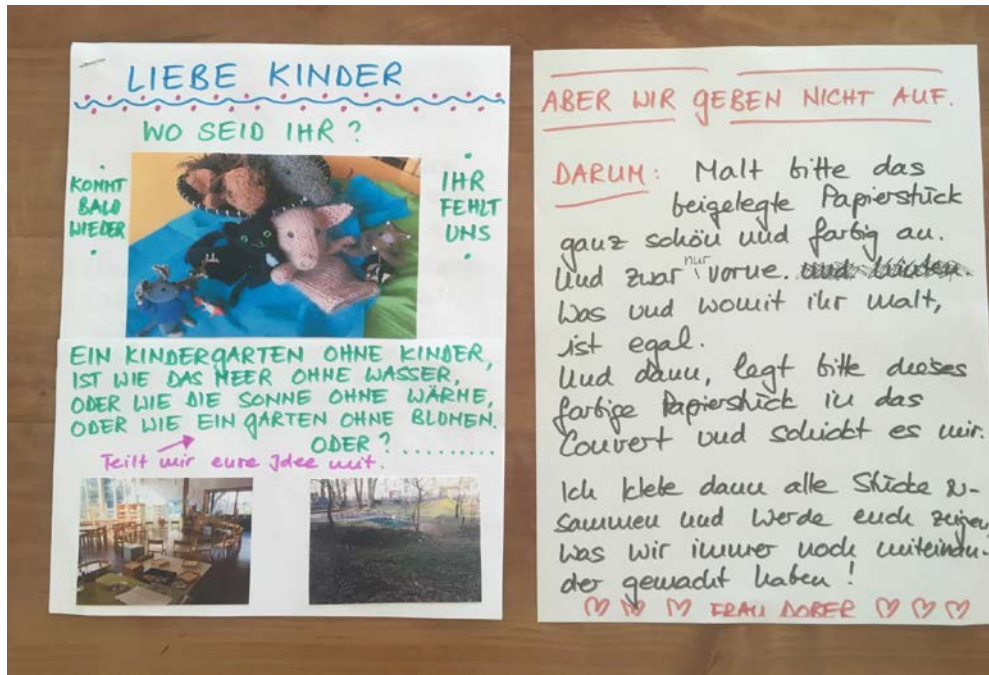 LIEBE KINDER
WO SEID IHR?
KOMMT
BALD
WIEDER
IHR
FEHLT
UNS
EIN KINDERGARTEN OHNE KINDER,
IST WIE DAS MEER OHNE WASSER,
ODER WIE DIE SONNE OHNE WÄRME,
ODER WIE EIN GARTEN OHNE BLUMEN.
ODER?.........
Teilt mir eure Idee mit.
ABER WIR GEBEN NICHT AUF.
DARUM: Malt bitte das
beigelegte Papierstück
ganz schön und farbig an.
Und zwar nur vorne. und hinten
Was und womit ihr malt,
ist egal.
Und dann, legt bitte dieses
farbige Papierstück in das
Couvert und schickt es mir.
Ich klebe dann alle Stücke zu-
sammen und werde euch zeigen
was wir immer noch miteinan-
der gemacht haben!
FRAU DOBER